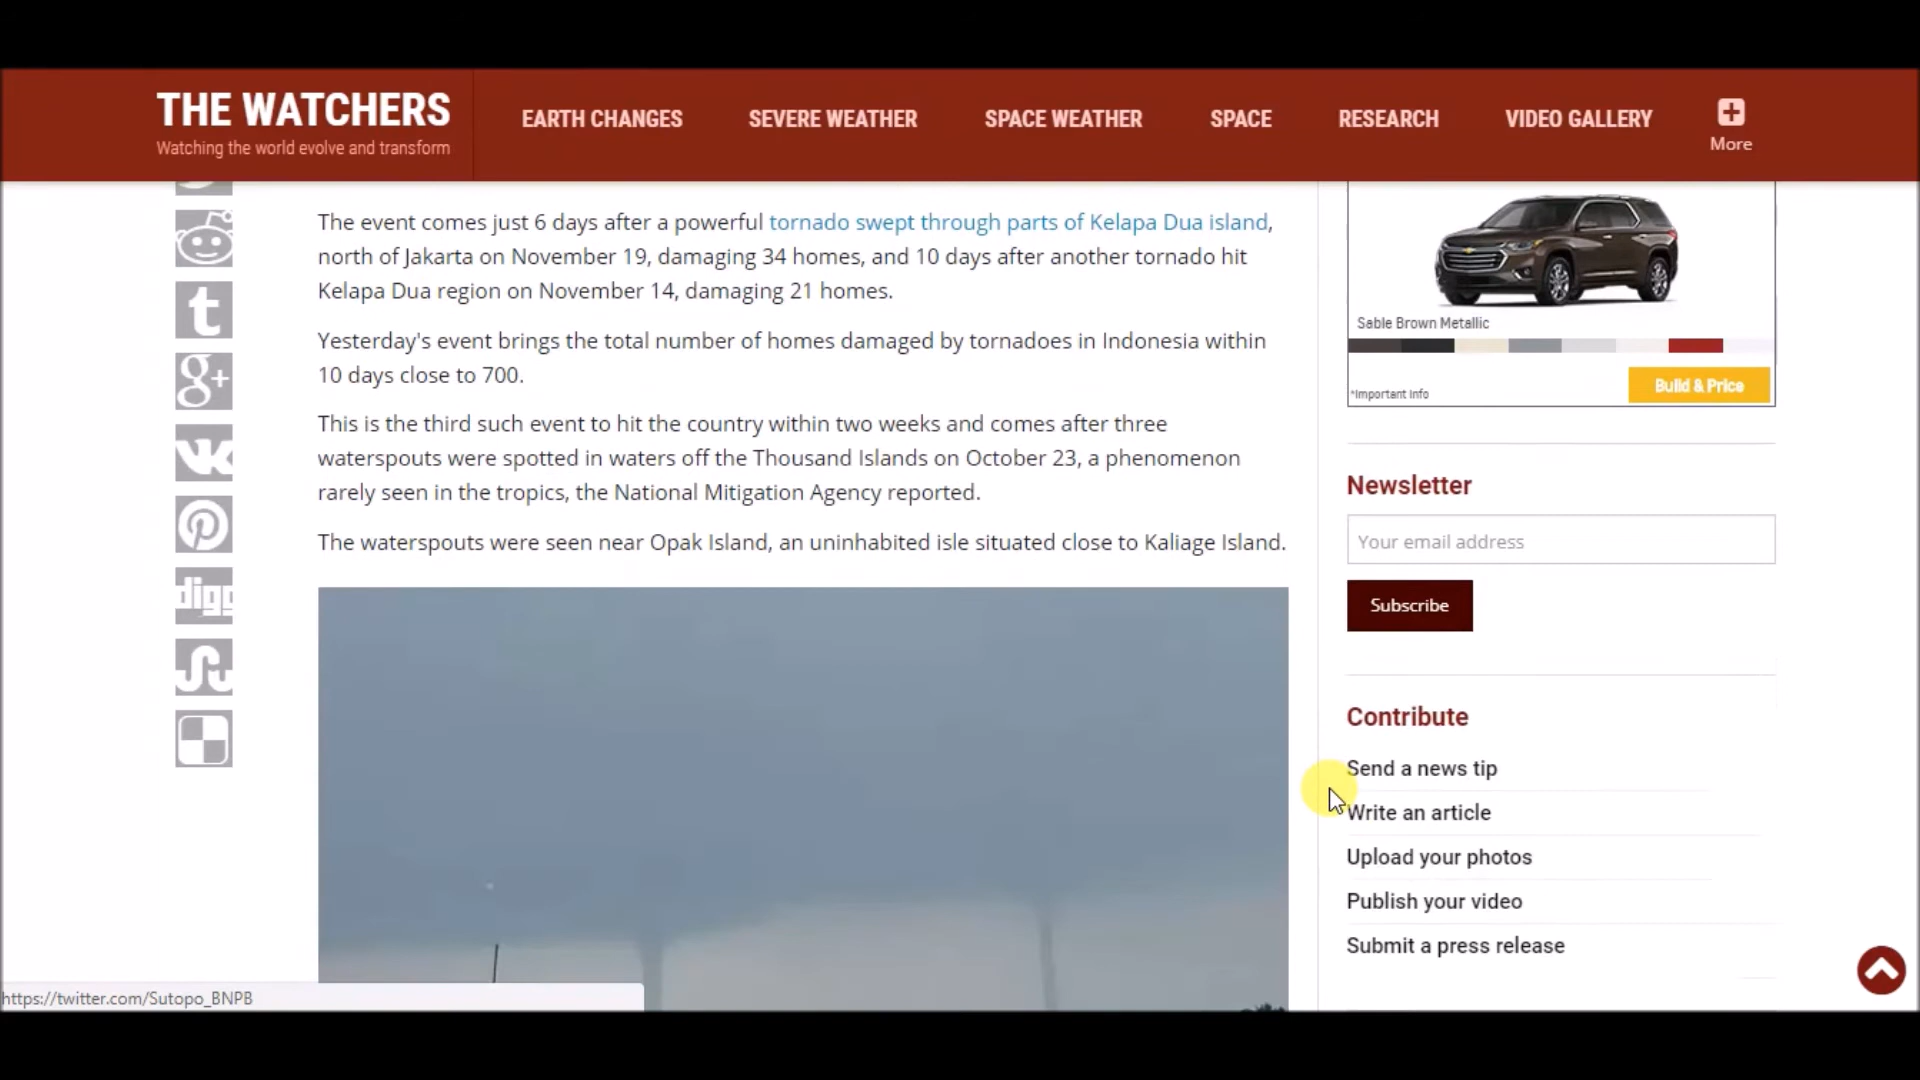 THE WATCHERS
Watching the world evolve and transform
EARTH CHANGES
SEVERE WEATHER
SPACE WEATHER
SPACE
RESEARCH
VIDEO GALLERY
More
The event comes just 6 days after a powerful tornado swept through parts of Kelapa Dua island,
north of Jakarta on November 19, damaging 34 homes, and 10 days after another tornado hit
Kelapa Dua region on November 14, damaging 21 homes.
Yesterday's event brings the total number of homes damaged by tornadoes in Indonesia within
10 days close to 700.
This is the third such event to hit the country within two weeks and comes after three
waterspouts were spotted in waters off the Thousand Islands on October 23, a phenomenon
rarely seen in the tropics, the National Mitigation Agency reported.
The waterspouts were seen near Opak Island, an uninhabited isle situated close to Kaliage Island.
digg
Sable Brown Metallic
*Important Info
Build & Price
Newsletter
Your email address
Subscribe
Contribute
Send a news tip
Write an article
Upload your photos
Publish your video
Submit a press release
https://twitter.com/Sutopo_BNPB